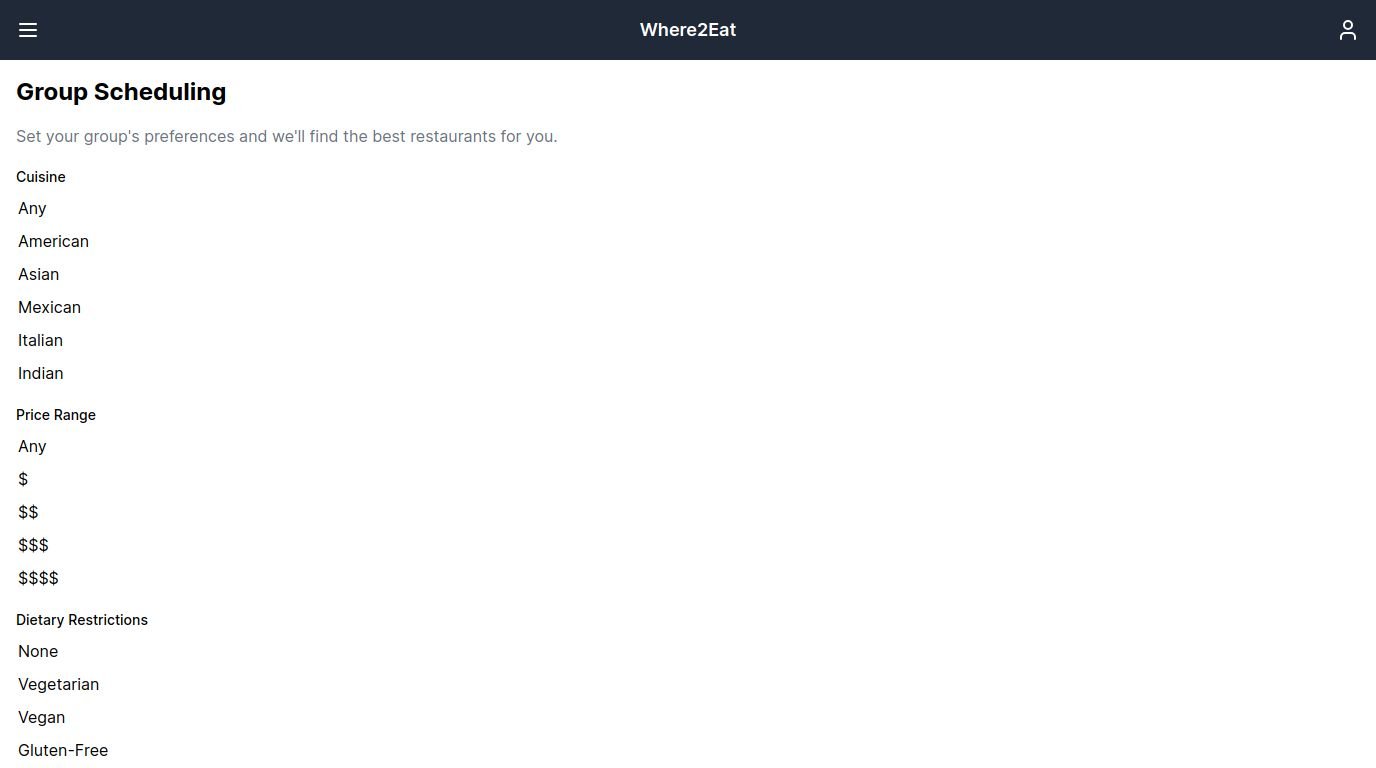 Where2Eat
Group Scheduling
Set your group's preferences and we'll find the best restaurants for you.
Cuisine
Any
American
Asian
Mexican
Italian
Indian
Price Range
Any
$
$$
$$$
$$$$
Dietary Restrictions
None
Vegetarian
Vegan
Gluten-Free